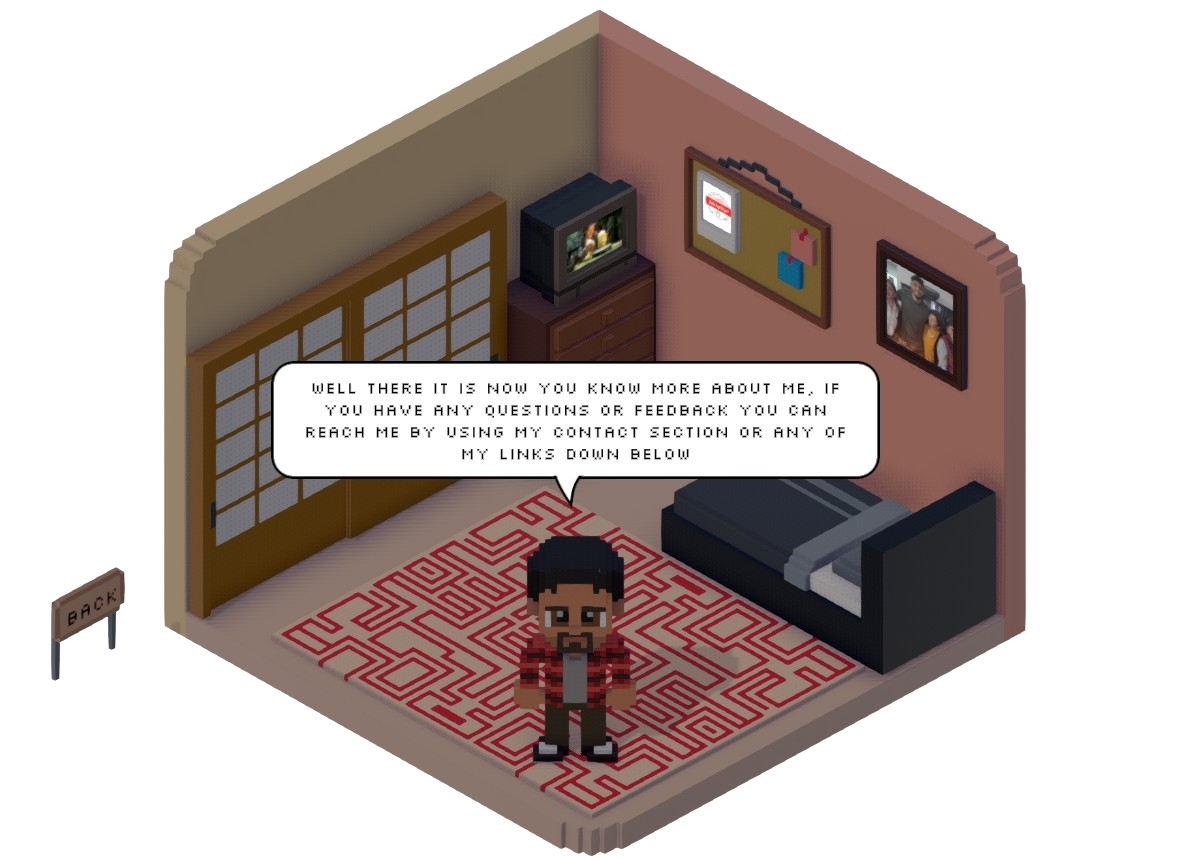 WELL THERE IT IS NOW YOU KNOW MORE ABOUT ME, IF
YOU HAVE ANY QUESTIONS OR FEEDBACK YOU CAN
REACH ME BY USING MY CONTACT SECTION OR ANY OF
MY LINKS DOWN BELOW
BACK